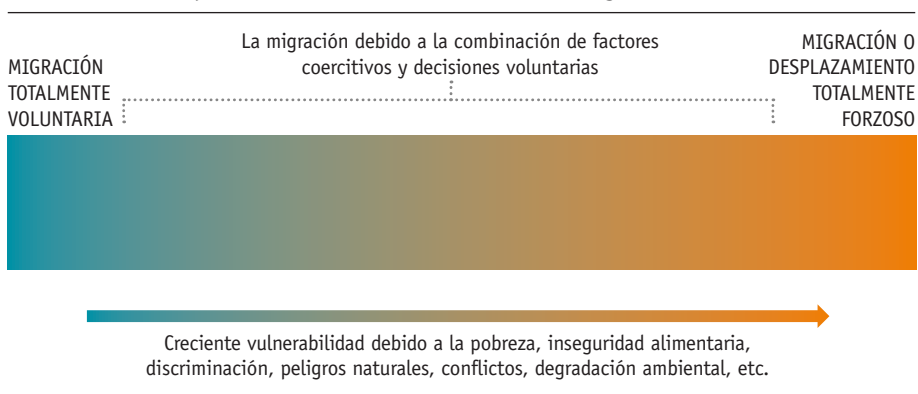 MIGRACIÓN
TOTALMENTE
VOLUNTARIA
La migración debido a la combinación de factores
coercitivos y decisiones voluntarias
MIGRACIÓN O
DESPLAZAMIENTO
TOTALMENTE
FORZOSO
Creciente vulnerabilidad debido a la pobreza, inseguridad alimentaria,
discriminación, peligros naturales, conflictos, degradación ambiental, etc.